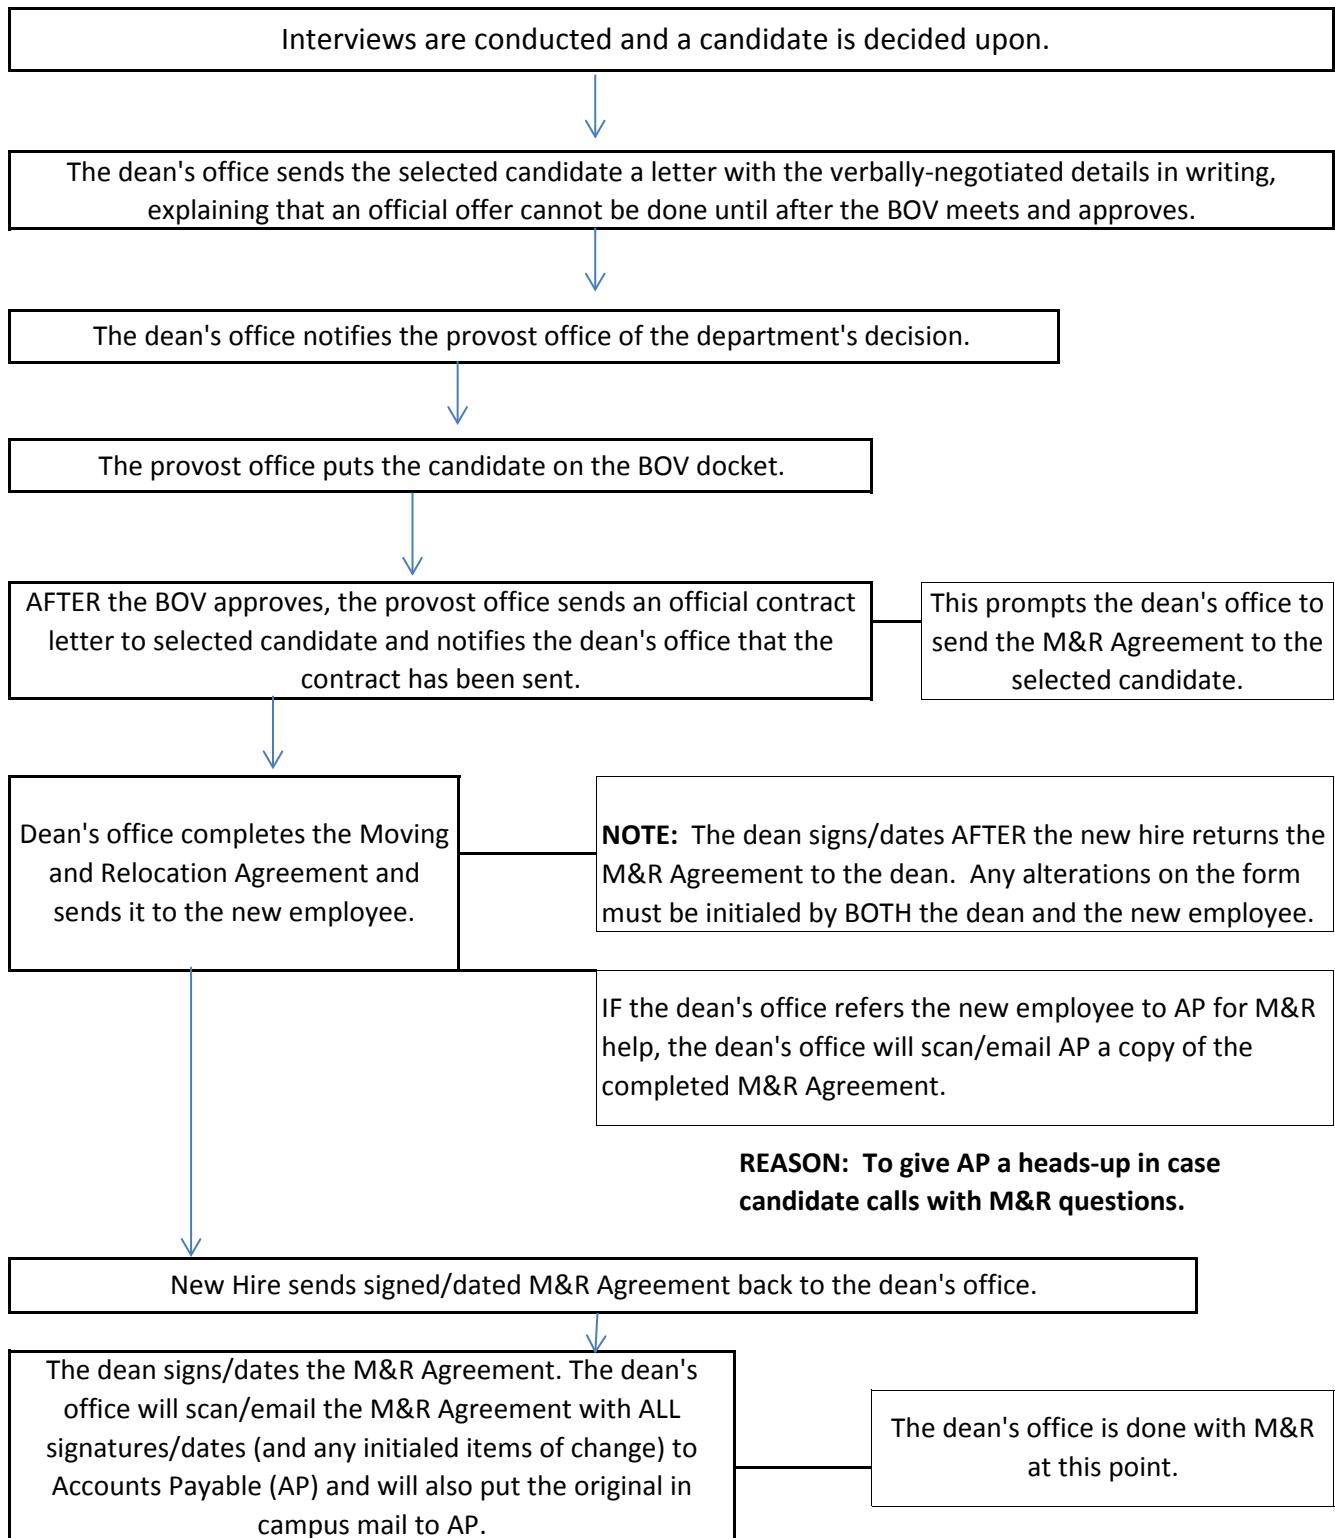 Interviews are conducted and a candidate is decided upon.
The dean's office sends the selected candidate a letter with the verbally-negotiated details in writing,
explaining that an official offer cannot be done until after the BOV meets and approves.
The dean's office notifies the provost office of the department's decision.
The provost office puts the candidate on the BOV docket.
AFTER the BOV approves, the provost office sends an official contract
letter to selected candidate and notifies the dean's office that the
contract has been sent.
This prompts the dean's office to
send the M&R Agreement to the
selected candidate.
Dean's office completes the Moving
and Relocation Agreement and
sends it to the new employee.
NOTE:  The dean signs/dates AFTER the new hire returns the
M&R Agreement to the dean.  Any alterations on the form
must be initialed by BOTH the dean and the new employee.
IF the dean's office refers the new employee to AP for M&R
help, the dean's office will scan/email AP a copy of the
completed M&R Agreement.
REASON:  To give AP a heads-up in case
candidate calls with M&R questions.
New Hire sends signed/dated M&R Agreement back to the dean's office.
The dean signs/dates the M&R Agreement. The dean's
office will scan/email the M&R Agreement with ALL
signatures/dates (and any initialed items of change) to
Accounts Payable (AP) and will also put the original in
campus mail to AP.
The dean's office is done with M&R
at this point.